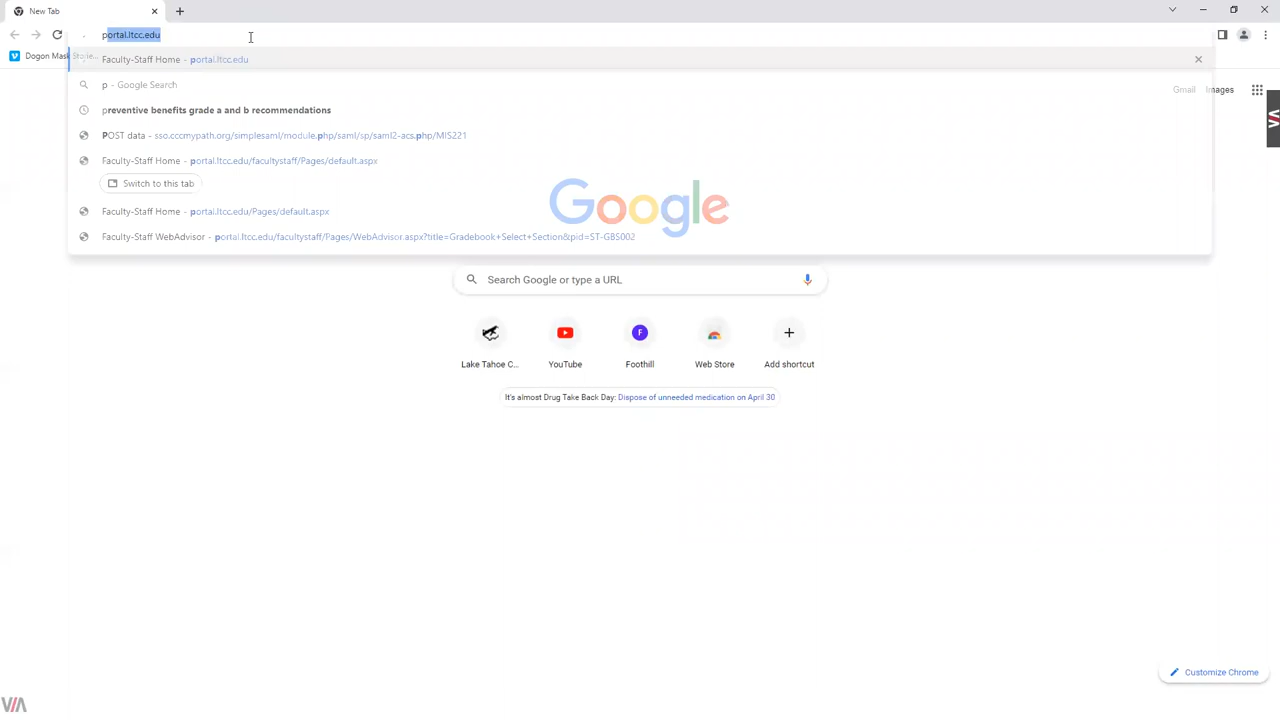 New Tab
portal.ltcc.edu
Dogon Mask
Faculty-Staff Home - portal.ltcc.edu
p - Google Search
Gmail Images
preventive benefits grade a and b recommendations
POST data - sso.cccmypath.org/simplesaml/module.php/saml/sp/saml2-acs.php/MIS221
Faculty-Staff Home - portal.ltcc.edu/facultystaff/Pages/default.aspx
Switch to this tab
Google
Faculty-Staff Home - portal.ltcc.edu/Pages/default.aspx
Faculty-Staff WebAdvisor - portal.ltcc.edu/facultystaff/Pages/WebAdvisor.aspx?title=Gradebook+Select+Section&pid=ST-GBS002
Search Google or type a URL
F
Lake Tahoe C... YouTube Foothill Web Store Add shortcut
It's almost Drug Take Back Day: Dispose of unneeded medication on April 30
Customize Chrome
VIA